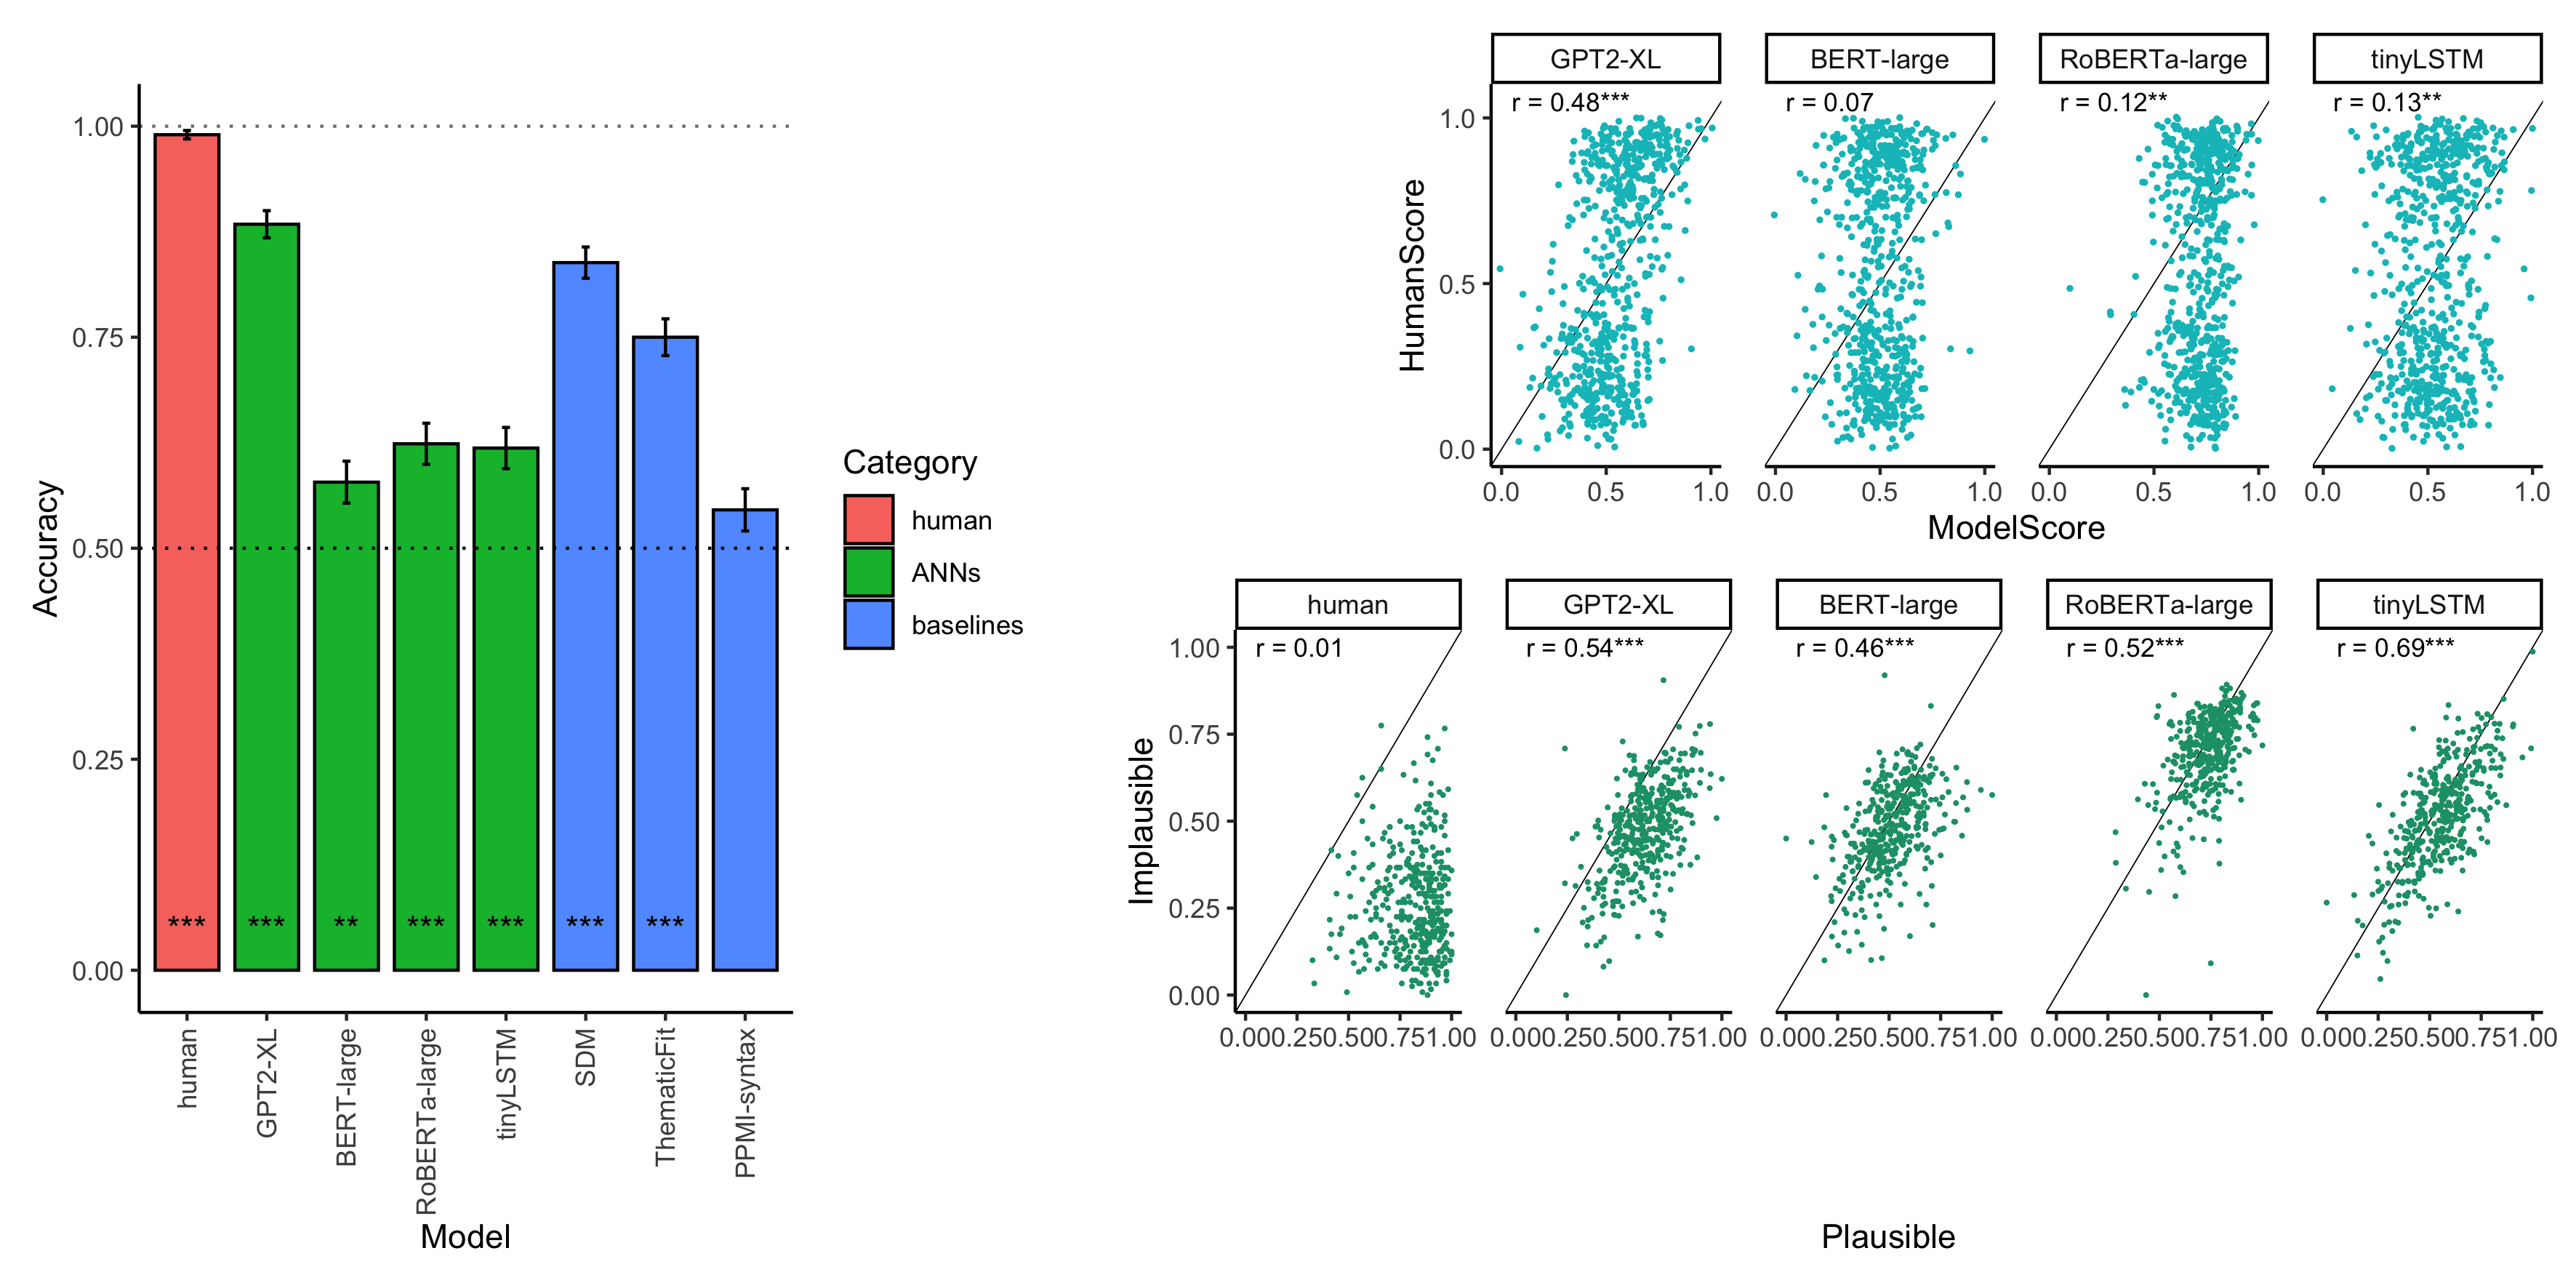 1.00
0.75
0.50
0.25
0.00
Accuracy
*** *** ** *** *** *** ***
human
GPT2-XL
BERT-large
RoBERTa-large
tinyLSTM
SDM
ThematicFit
PPMI-syntax
Model
Category
human
ANNs
baselines
GPT2-XL BERT-large RoBERTa-large tinyLSTM
r = 0.48*** r = 0.07 r = 0.12** r = 0.13**
1.0
0.5
0.0
HumanScore
0.0 0.5 1.0 0.0 0.5 1.0 0.0 0.5 1.0 0.0 0.5 1.0
ModelScore
human GPT2-XL BERT-large RoBERTa-large tinyLSTM
r = 0.01 r = 0.54*** r = 0.46*** r = 0.52*** r = 0.69***
1.00
0.75
0.50
0.25
0.00
Implausible
0.000.250.500.751.00 0.000.250.500.751.00 0.000.250.500.751.00 0.000.250.500.751.00 0.000.250.500.751.00
Plausible